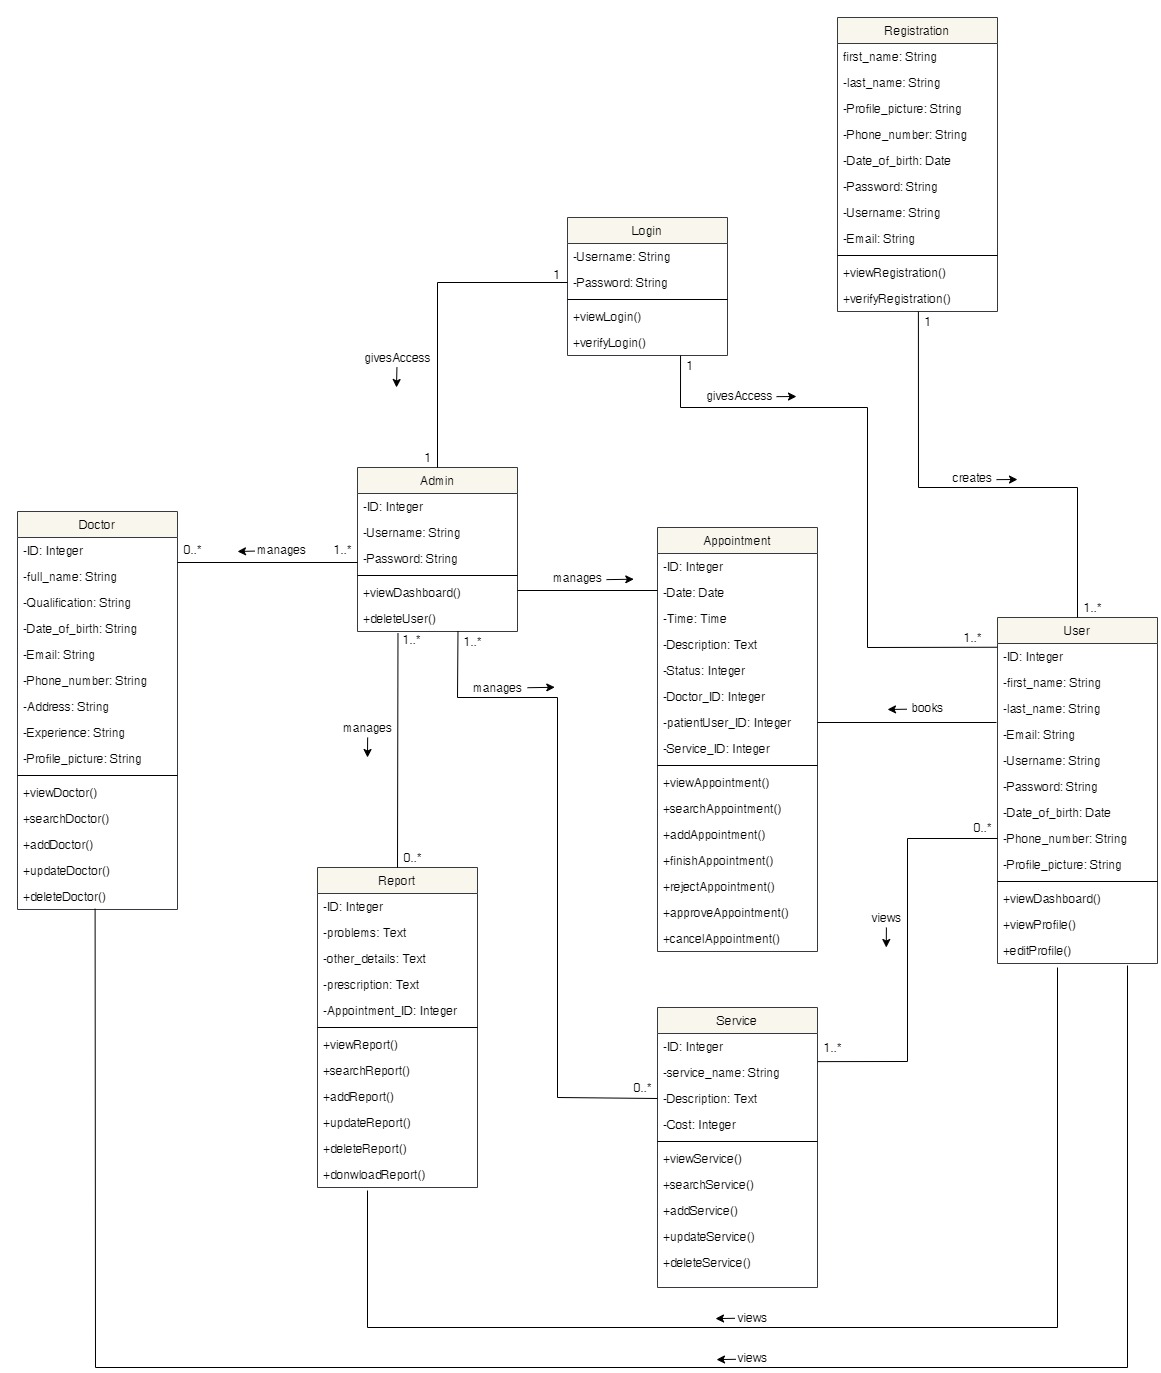 Registration
first_name: String
-last_name: String
-Profile_picture: String
-Phone_number: String
-Date_of_birth: Date
-Password: String
-Username: String
-Email: String
+viewRegistration()
+verifyRegistration()
1
Login
-Username: String
-Password: String
+viewLogin()
+verifyLogin()
1
1
givesAccess
givesAccess
1
creates
1..*
1..*
Admin
-ID: Integer
-Username: String
-Password: String
+viewDashboard()
+deleteUser()
1..*
manages
0..*
1..*
1..*
manages
manages
manages
0..*
0..*
Doctor
-ID: Integer
-full_name: String
-Qualification: String
-Date_of_birth: String
-Email: String
-Phone_number: String
-Address: String
-Experience: String
-Profile_picture: String
+viewDoctor()
+searchDoctor()
+addDoctor()
+updateDoctor()
+deleteDoctor()
Appointment
-ID: Integer
-Date: Date
-Time: Time
-Description: Text
-Status: Integer
-Doctor_ID: Integer
-patientUser_ID: Integer
-Service_ID: Integer
+viewAppointment()
+searchAppointment()
+addAppointment()
+finishAppointment()
+rejectAppointment()
+approveAppointment()
+cancelAppointment()
books
User
-ID: Integer
-first_name: String
-last_name: String
-Email: String
-Username: String
-Password: String
-Date_of_birth: Date
-Phone_number: String
-Profile_picture: String
+viewDashboard()
+viewProfile()
+editProfile()
0..*
views
1..*
Report
-ID: Integer
-problems: Text
-other_details: Text
-prescription: Text
-Appointment_ID: Integer
+viewReport()
+searchReport()
+addReport()
+updateReport()
+deleteReport()
+donwloadReport()
Service
-ID: Integer
-service_name: String
-Description: Text
-Cost: Integer
+viewService()
+searchService()
+addService()
+updateService()
+deleteService()
views
views